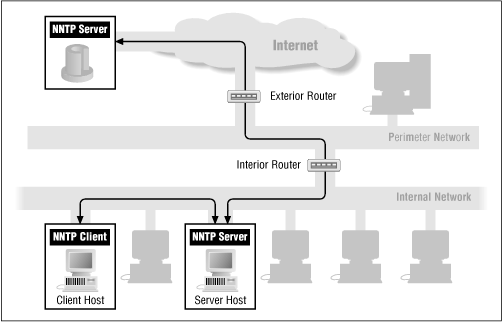 NNTP Server
Internet
Exterior Router
Perimeter Network
Interior Router
Internal Network
NNTP Client
NNTP Server
Client Host
Server Host